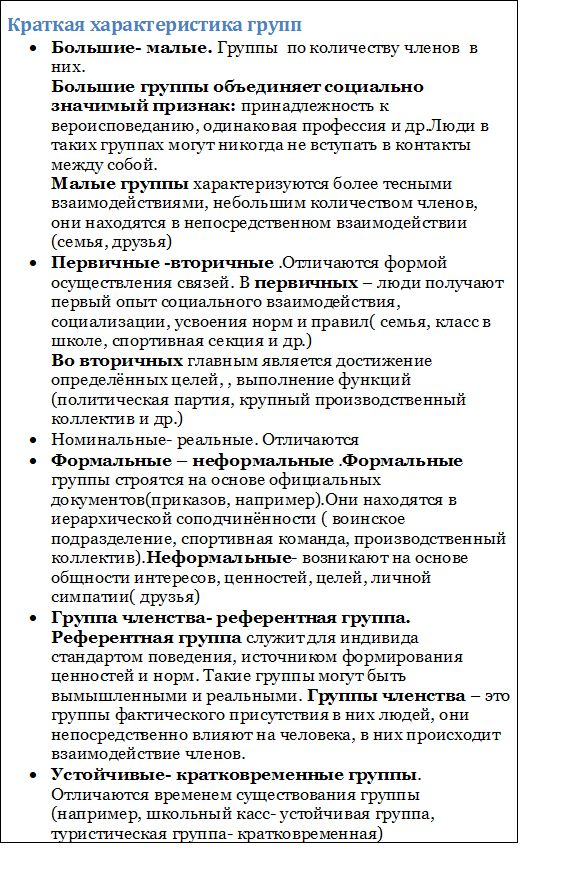 Краткая характеристика групп
• Большие- малые. Группы  по количеству членов  в
них.
Большие группы объединяет социально
значимый признак: принадлежность к
вероисповеданию, одинаковая профессия и др.Люди в
таких группах могут никогда не вступать в контакты
между собой.
Малые группы характеризуются более тесными
взаимодействиями, небольшим количеством членов,
они находятся в непосредственном взаимодействии
(семья, друзья)
• Первичные -вторичные .Отличаются формой
осуществления связей. В первичных – люди получают
первый опыт социального взаимодействия,
социализации, усвоения норм и правил( семья, класс в
школе, спортивная секция и др.)
Во вторичных главным является достижение
определённых целей, , выполнение функций
(политическая партия, крупный производственный
коллектив и др.)
• Номинальные- реальные. Отличаются
• Формальные – неформальные .Формальные
группы строятся на основе официальных
документов(приказов, например).Они находятся в
иерархической соподчинённости ( воинское
подразделение, спортивная команда, производственный
коллектив).Неформальные- возникают на основе
общности интересов, ценностей, целей, личной
симпатии( друзья)
• Группа членства- референтная группа.
Референтная группа служит для индивида
стандартом поведения, источником формирования
ценностей и норм. Такие группы могут быть
вымышленными и реальными. Группы членства – это
группы фактического присутствия в них людей, они
непосредственно влияют на человека, в них происходит
взаимодействие членов.
• Устойчивые- кратковременные группы.
Отличаются временем существования группы
(например, школьный касс- устойчивая группа,
туристическая группа- кратковременная)